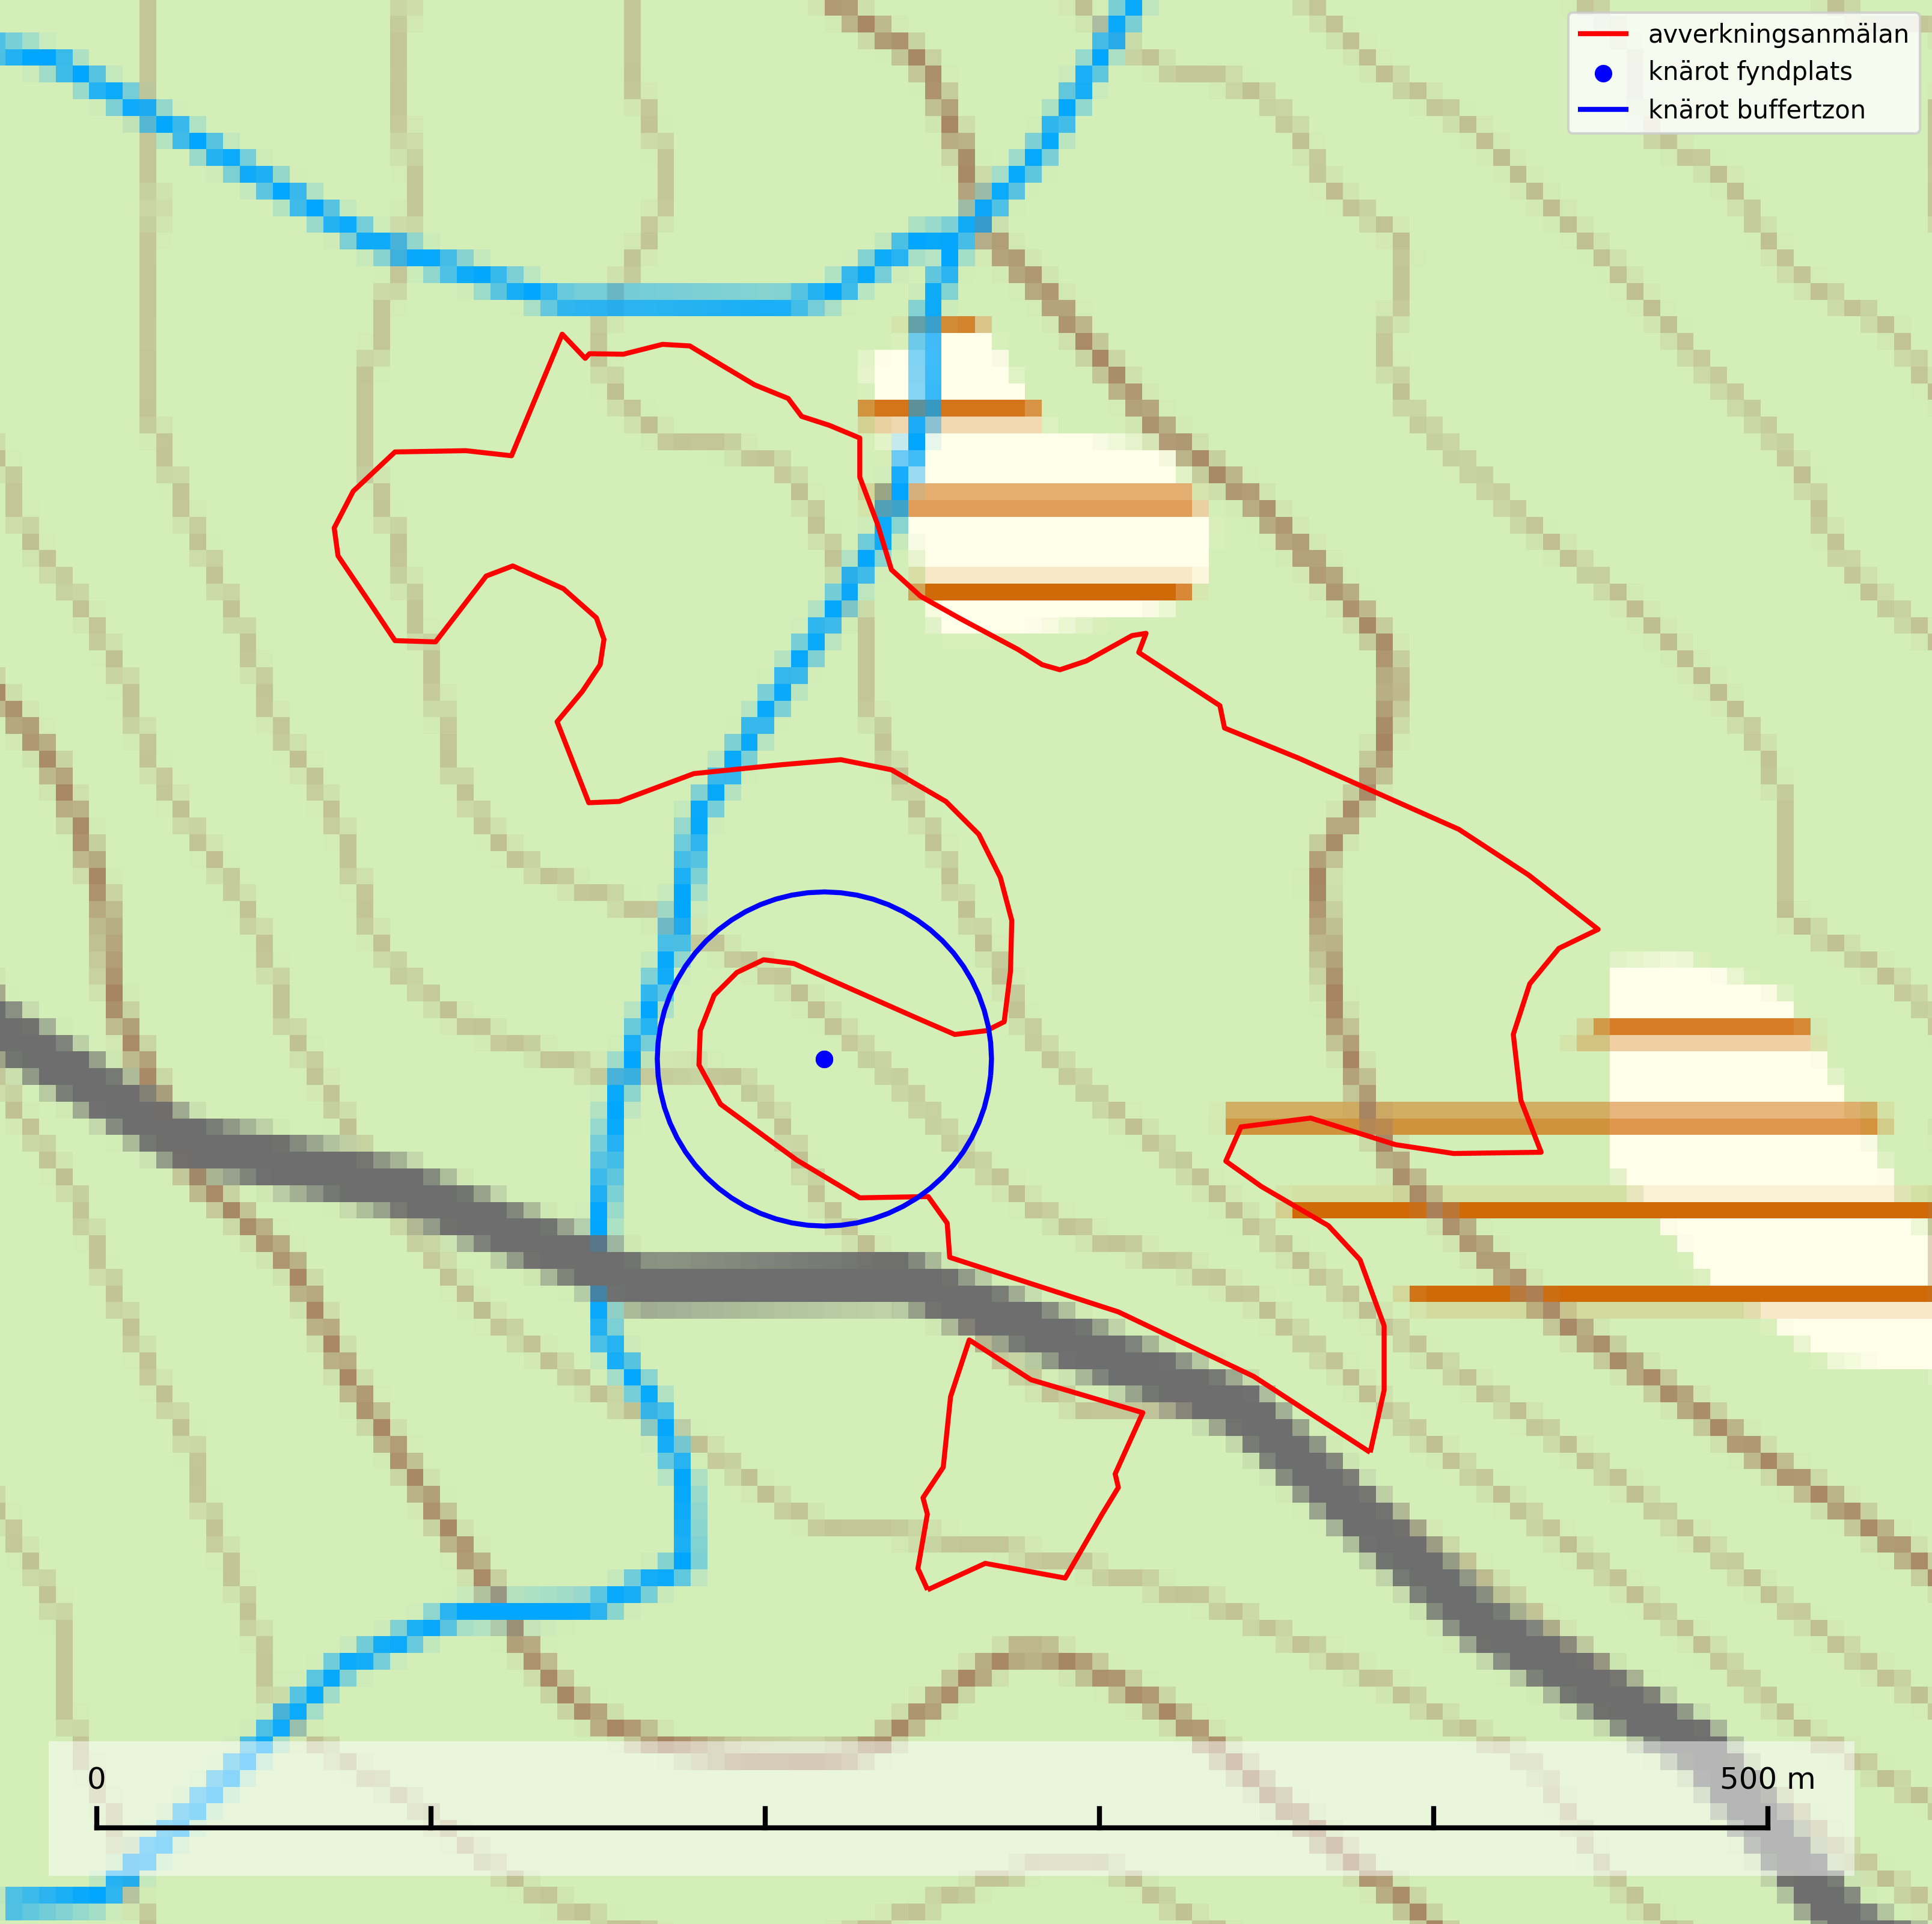 avverkningsanmälan
knärot fyndplats
knärot buffertzon
0
500 m